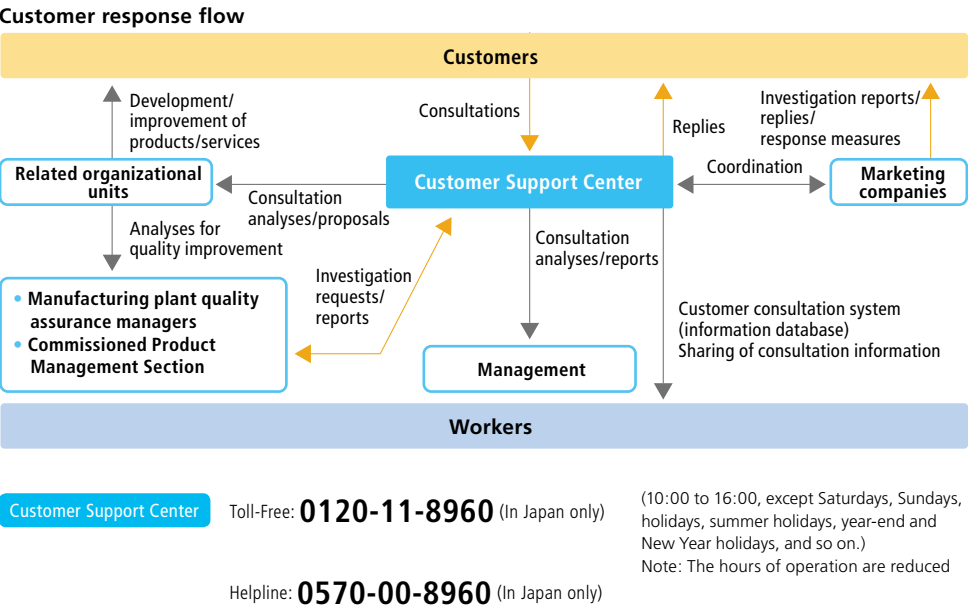 Customer response flow
Customers
Development/
improvement of
products/services
Consultations
Replies
Investigation reports/
replies/
response measures
Related organizational
units
Consultation
analyses/proposals
Customer Support Center
Coordination
Marketing
companies
Analyses for
quality improvement
Investigation
requests/
reports
Consultation
analyses/reports
• Manufacturing plant quality
assurance managers
• Commissioned Product
Management Section
Management
Customer consultation system
(information database)
Sharing of consultation information
Workers
Customer Support Center
Toll-Free: 0120-11-8960 (In Japan only)
(10:00 to 16:00, except Saturdays, Sundays,
holidays, summer holidays, year-end and
New Year holidays, and so on.)
Note: The hours of operation are reduced
Helpline: 0570-00-8960 (In Japan only)